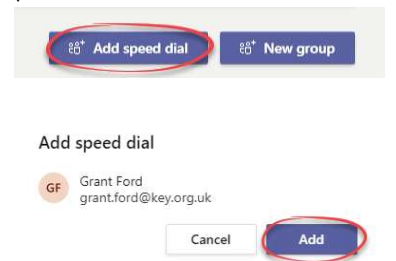 Add speed dial New group
Add speed dial
GF Grant Ford
grant.ford@key.org.uk
Cancel Add